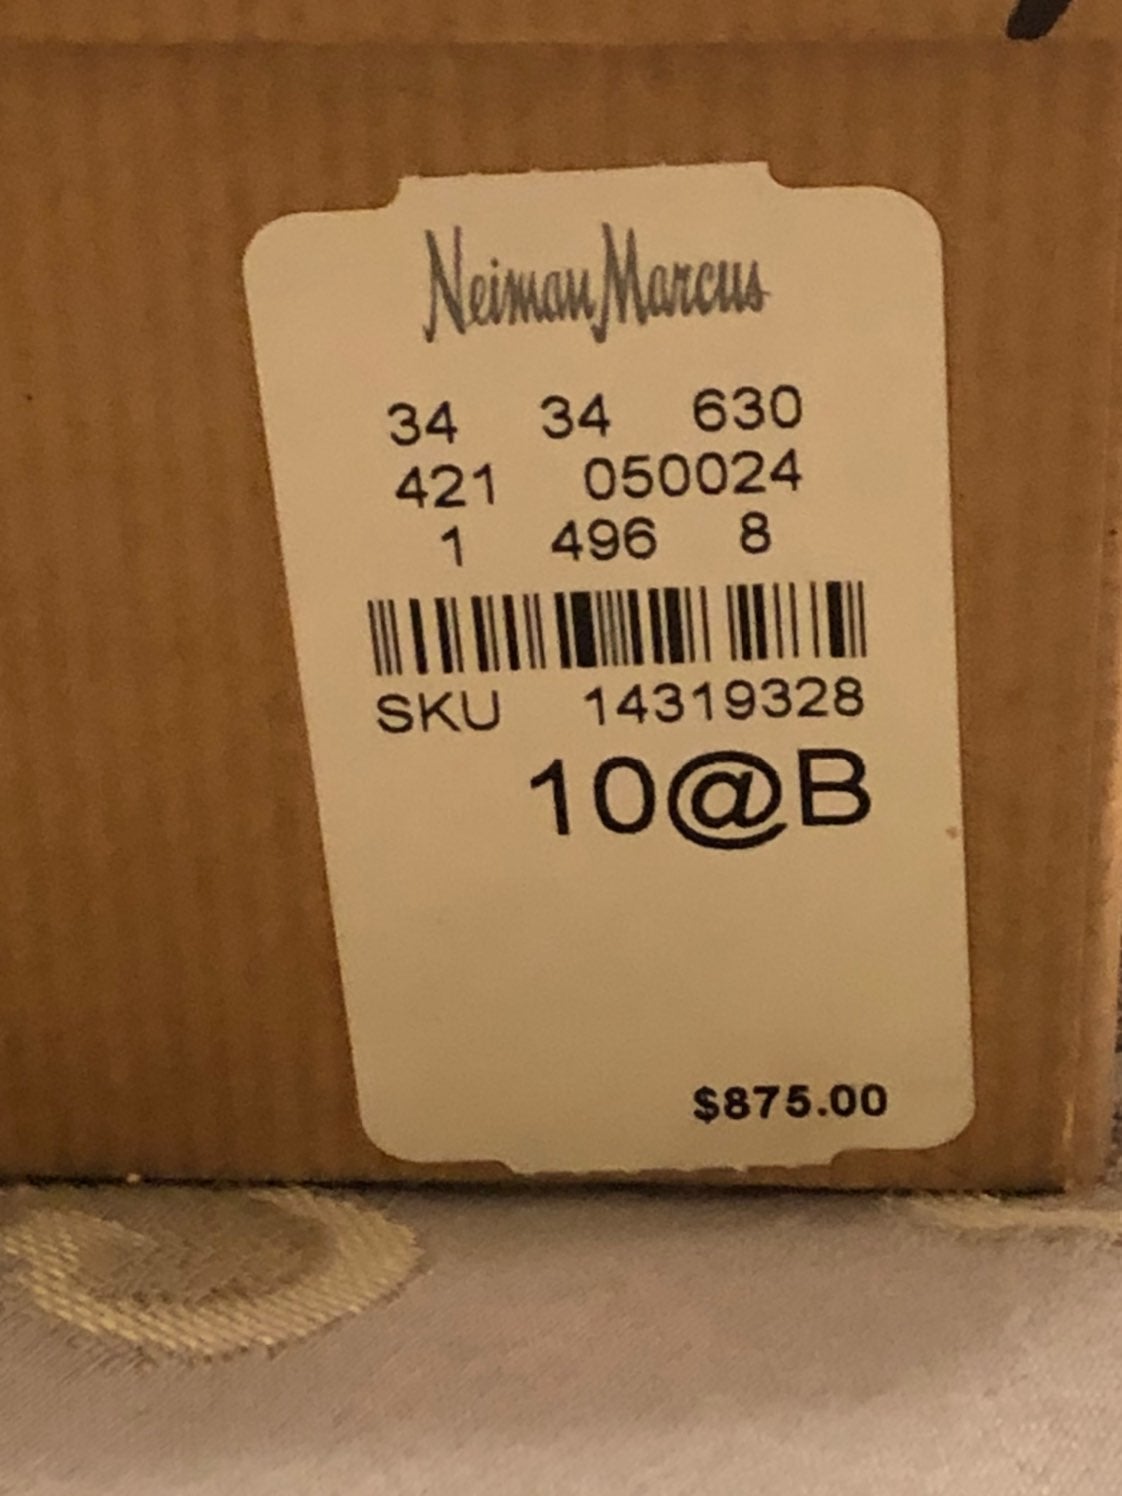 Neiman Marcus
34 34 630
421 050024
1 496 8
SKU 14319328
10@B
$875.00